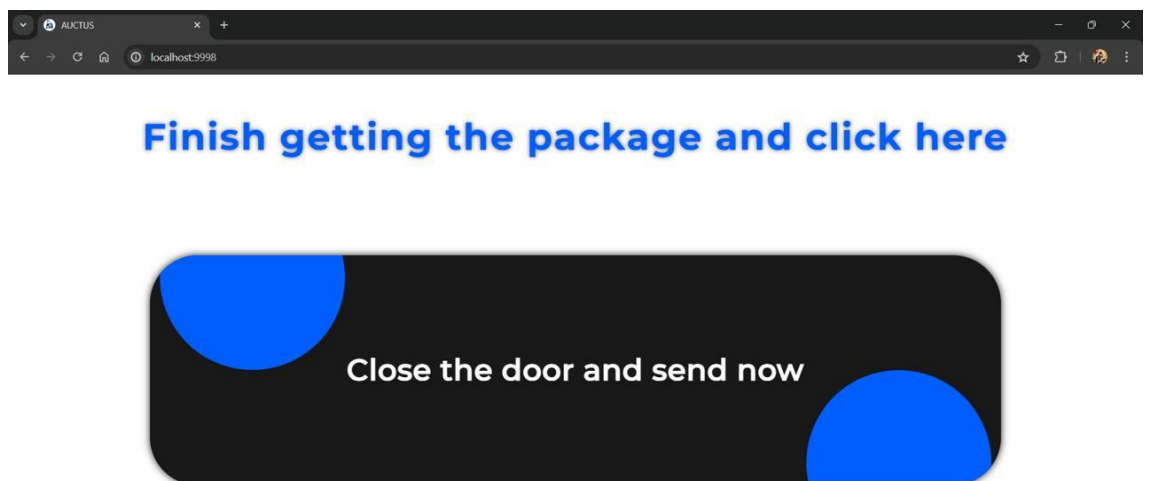 AUCTUS
localhost:9998
Finish getting the package and click here
Close the door and send now